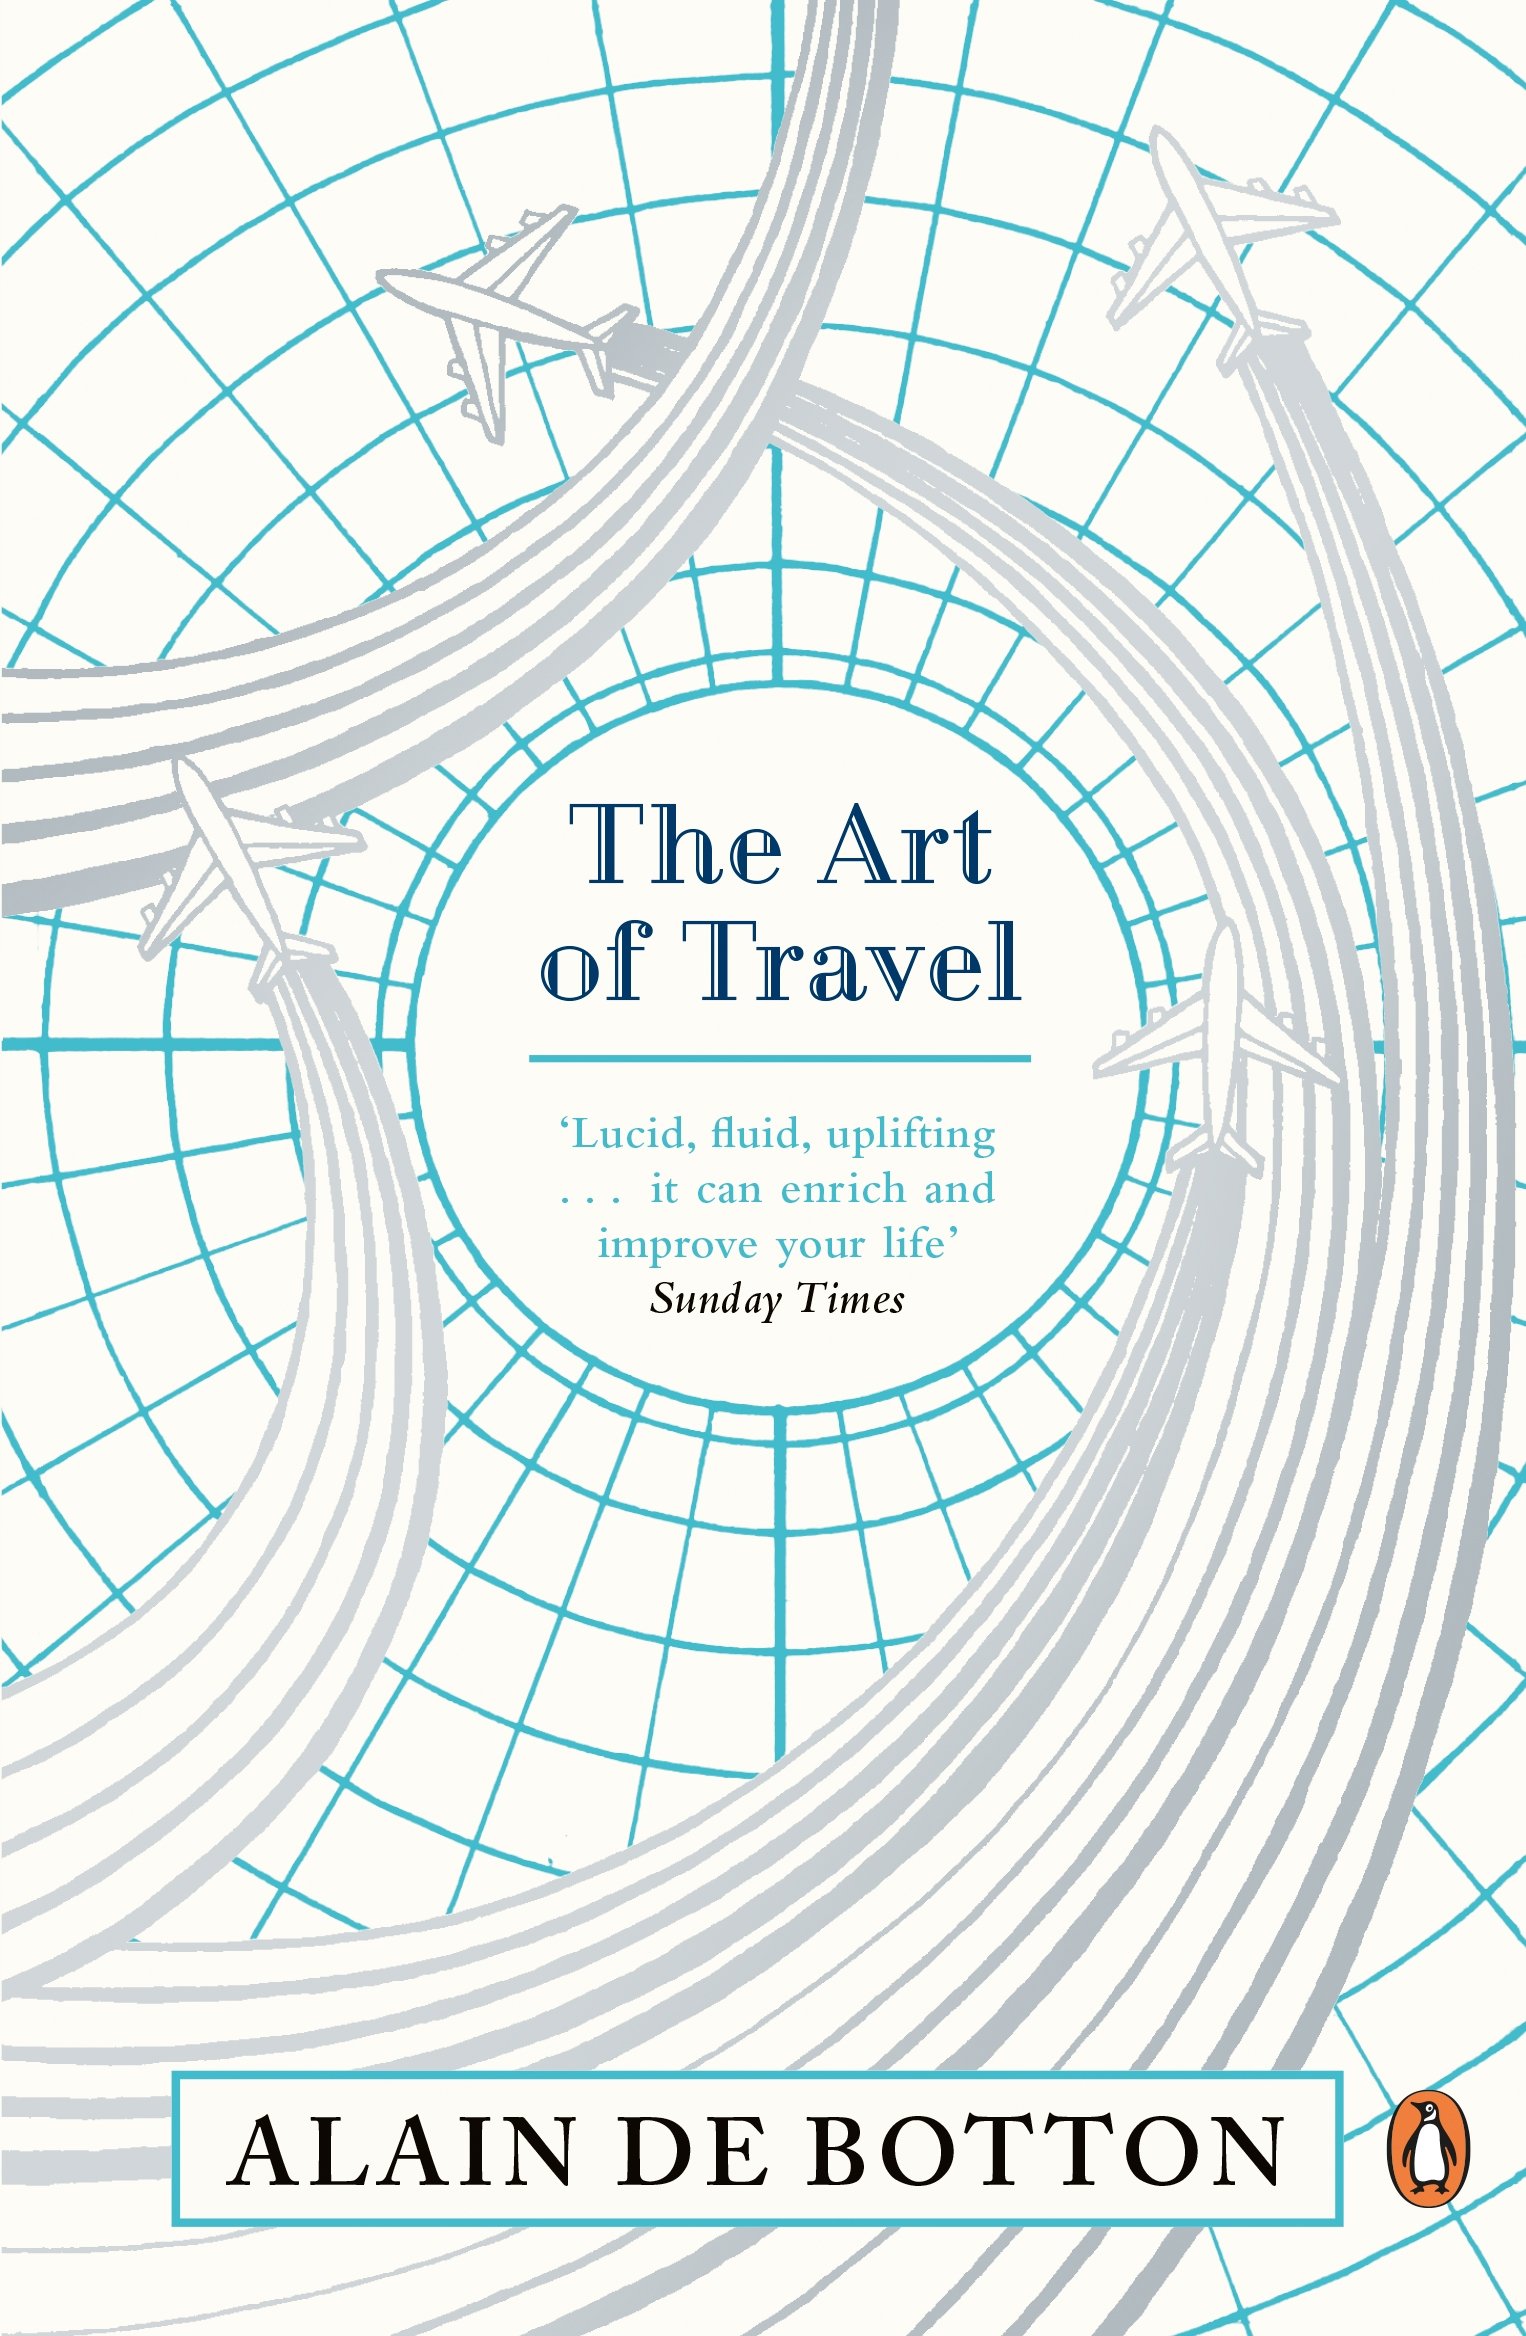 The Art
of Travel
‘Lucid, fluid, uplifting
. . . it can enrich and
improve your life’
Sunday Times
ALAIN DE BOTTON